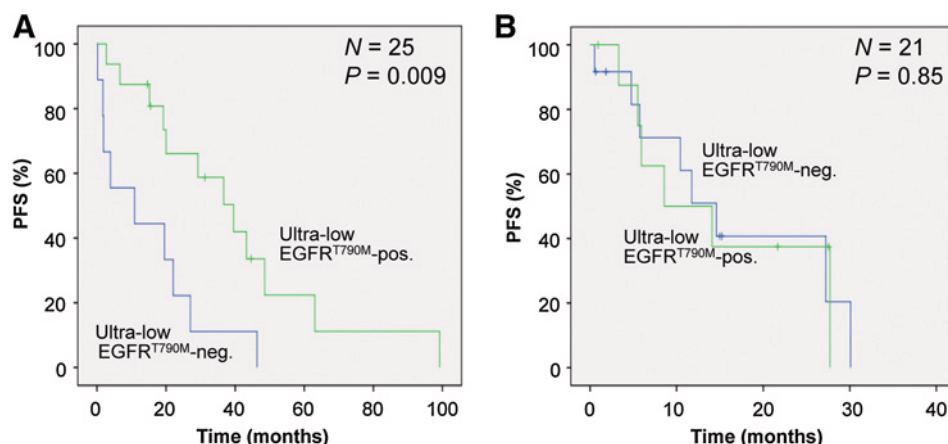 A
N = 25
P = 0.009
PFS (%)
100
80
60
40
20
0
Ultra-low
EGFRT790M-pos.
Ultra-low
EGFRT790M-neg.
0 20 40 60 80 100
Time (months)
B
N = 21
P = 0.85
PFS (%)
100
80
60
40
20
0
Ultra-low
EGFRT790M-neg.
Ultra-low
EGFRT790M-pos.
0 10 20 30 40
Time (months)